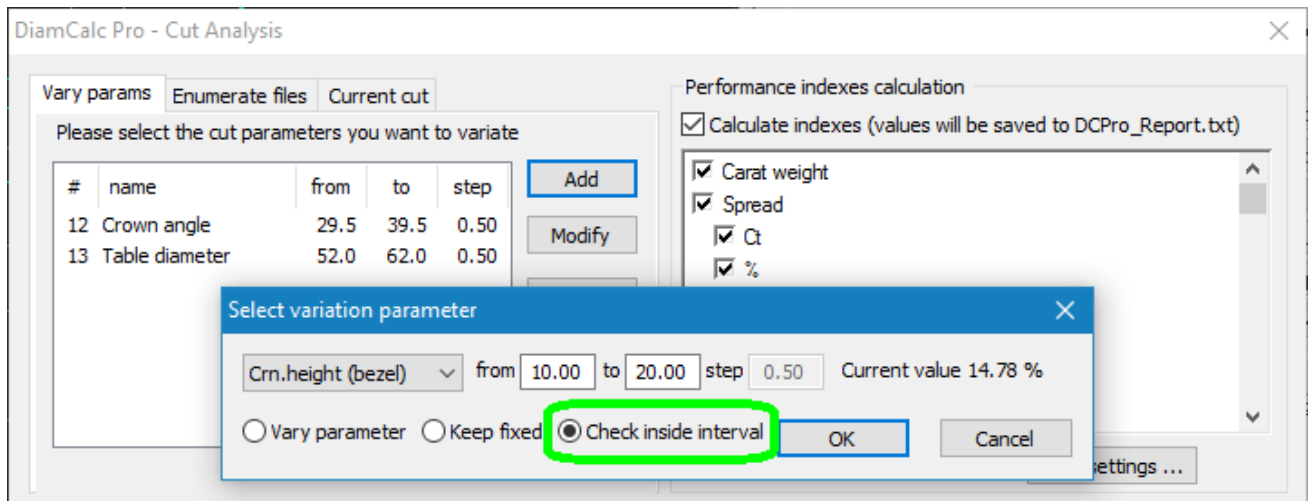 DiamCalc Pro - Cut Analysis
Vary params Enumerate files Current cut
Please select the cut parameters you want to variate
# name from to step
12 Crown angle 29.5 39.5 0.50
13 Table diameter 52.0 62.0 0.50
Add
Modify
Performance indexes calculation
Calculate indexes (values will be saved to DCPro_Report.txt)
Carat weight
Spread
Ct
%
Select variation parameter
Crn.height (bezel) from 10.00 to 20.00 step 0.50 Current value 14.78 %
Vary parameter Keep fixed Check inside interval OK Cancel
settings ...